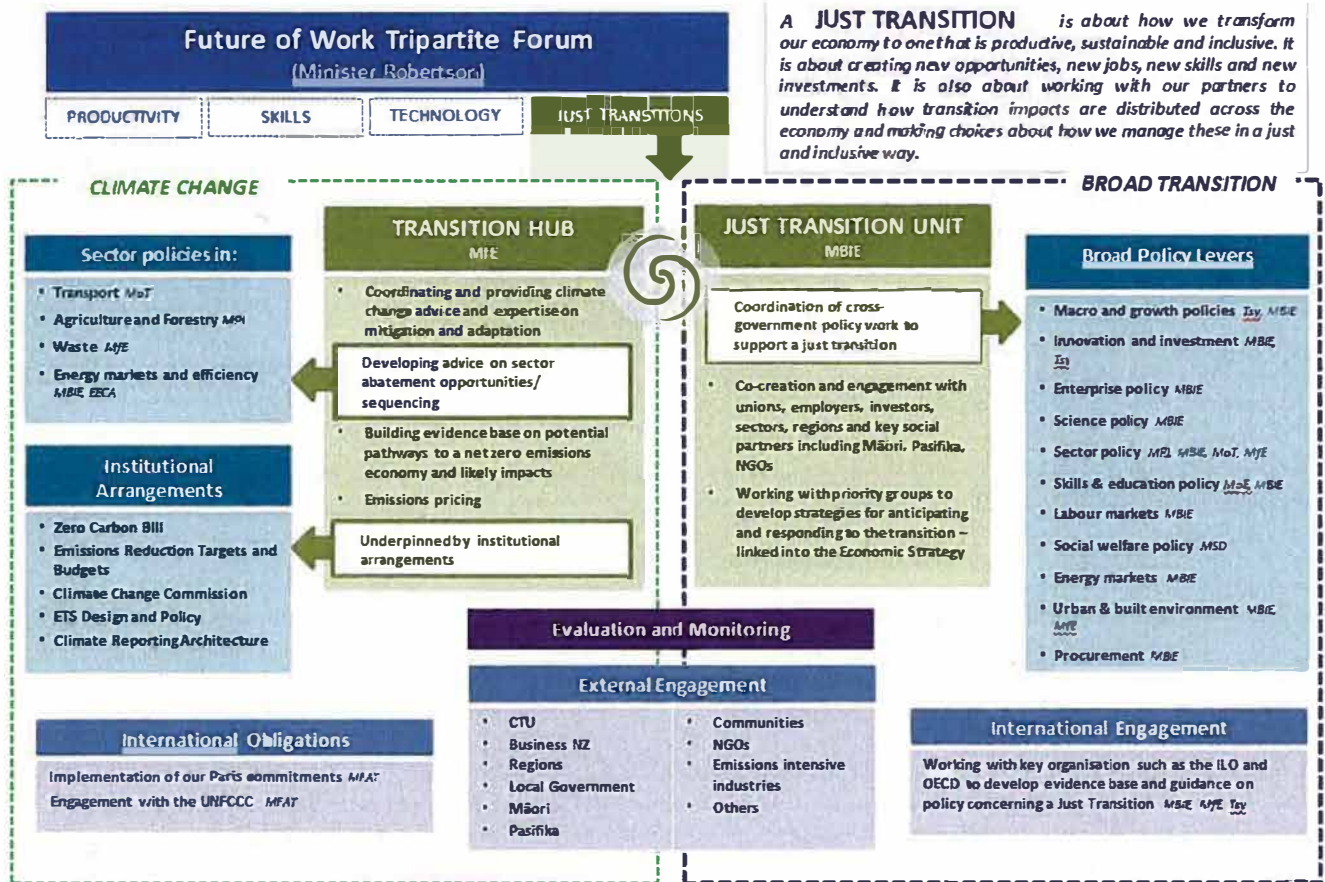 Future of Work Tripartite Forum
(Minister Robertson)
PRODUCTIVITY
SKILLS
TECHNOLOGY
JUST TRANSITIONS
A JUST TRANSITION is about how we transform
our economy to one that is productive, sustainable and inclusive. It
is about creating new opportunities, new jobs, new skills and new
investments. It is also about working with our partners to
understand how transition impacts are distributed across the
economy and making choices about how we manage these in a just
and inclusive way.
CLIMATE CHANGE
BROAD TRANSITION
Sector policies in:
• Transport MoT
• Agriculture and Forestry MPI
• Waste MfE
• Energy markets and efficiency
MBIE, EECA
Institutional
Arrangements
• Zero Carbon Bill
• Emissions Reduction Targets and
Budgets
• Climate Change Commission
• ETS Design and Policy
• Climate Reporting Architecture
TRANSITION HUB
MfE
• Coordinating and providing climate
change advice and expertise on
mitigation and adaptation
Developing advice on sector
abatement opportunities/
sequencing
• Building evidence base on potential
pathways to a net zero emissions
economy and likely impacts
• Emissions pricing
Underpinned by institutional
arrangements
JUST TRANSITION UNIT
MBIE
Coordination of cross-
government policy work to
support a just transition
• Co-creation and engagement with
unions, employers, investors,
sectors, regions and key social
partners including Māori, Pasifika,
NGOs
• Working with priority groups to
develop strategies for anticipating
and responding to the transition –
linked into the Economic Strategy
Broad Policy Levers
• Macro and growth policies Tsy, MBIE
• Innovation and investment MBIE,
Tsy
• Enterprise policy MBIE
• Science policy MBIE
• Sector policy MPI, MBIE, MoT, MfE
• Skills & education policy MoE, MBIE
• Labour markets MBIE
• Social welfare policy MSD
• Energy markets MBIE
• Urban & built environment MBIE,
MfE
• Procurement MBIE
Evaluation and Monitoring
External Engagement
• CTU
• Business NZ
• Regions
• Local Government
• Māori
• Pasifika
• Communities
• NGOs
• Emissions intensive
industries
• Others
International Obligations
Implementation of our Paris commitments MFAT
Engagement with the UNFCCC MFAT
International Engagement
Working with key organisation such as the ILO and
OECD to develop evidence base and guidance on
policy concerning a Just Transition MBIE, MfE, Tsy